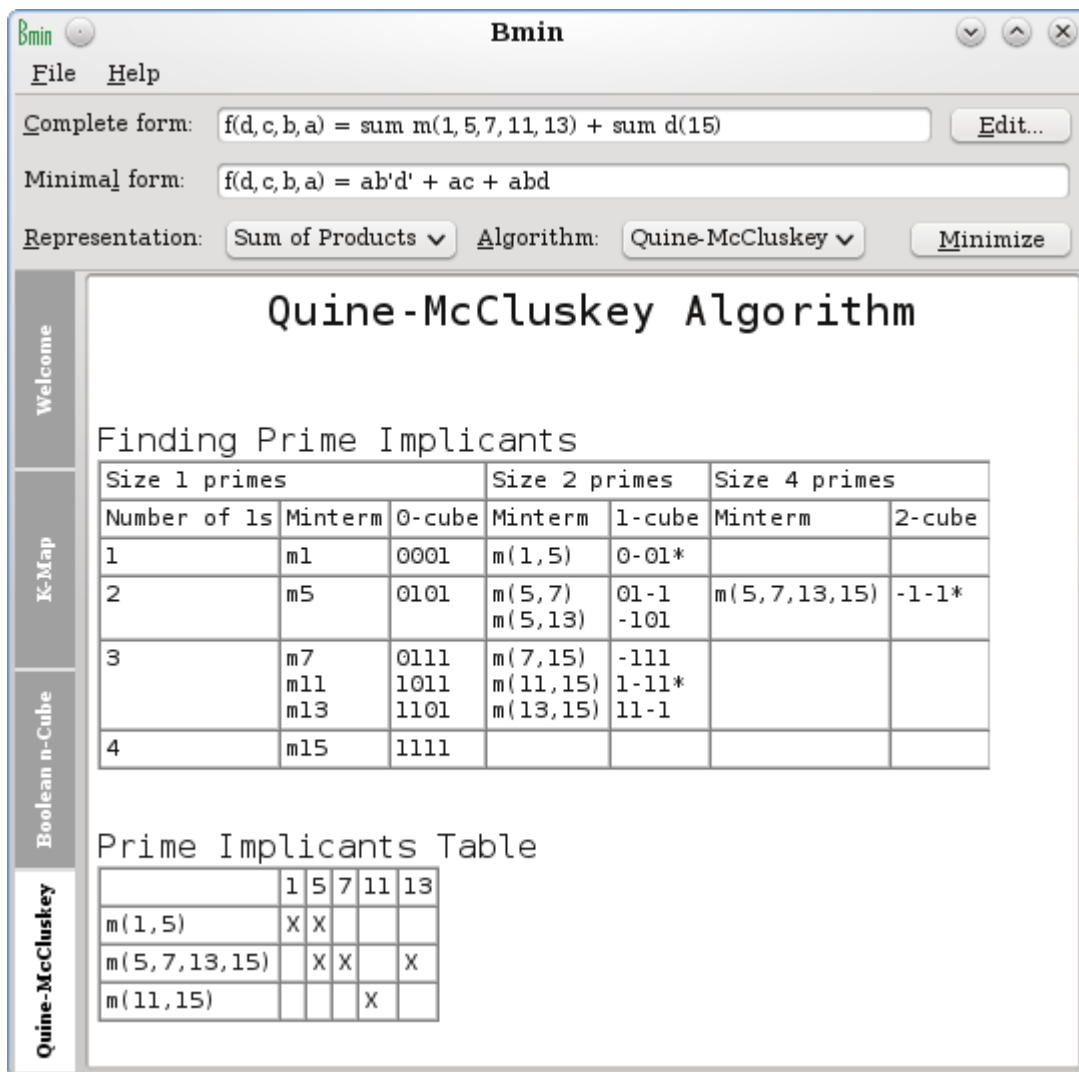 Bmin Bmin
File Help
Complete form: f(d,c,b,a) = sum m(1,5,7,11,13) + sum d(15) Edit...
Minimal form: f(d,c,b,a) = ab'd' + ac + abd
Representation: Sum of Products Algorithm: Quine-McCluskey Minimize
Welcome
K-Map
Boolean n-Cube
Quine-McCluskey
Quine-McCluskey Algorithm
Finding Prime Implicants
Size 1 primes Size 2 primes Size 4 primes
Number of 1s Minterm 0-cube Minterm 1-cube Minterm 2-cube
1 m1 0001 m(1,5) 0-01*
2 m5 0101 m(5,7) 01-1 m(5,7,13,15) -1-1*
m(5,13) -101
3 m7 0111 m(7,15) -111
m11 1011 m(11,15) 1-11*
m13 1101 m(13,15) 11-1
4 m15 1111
Prime Implicants Table
1 5 7 11 13
m(1,5) X X
m(5,7,13,15) X X X
m(11,15) X